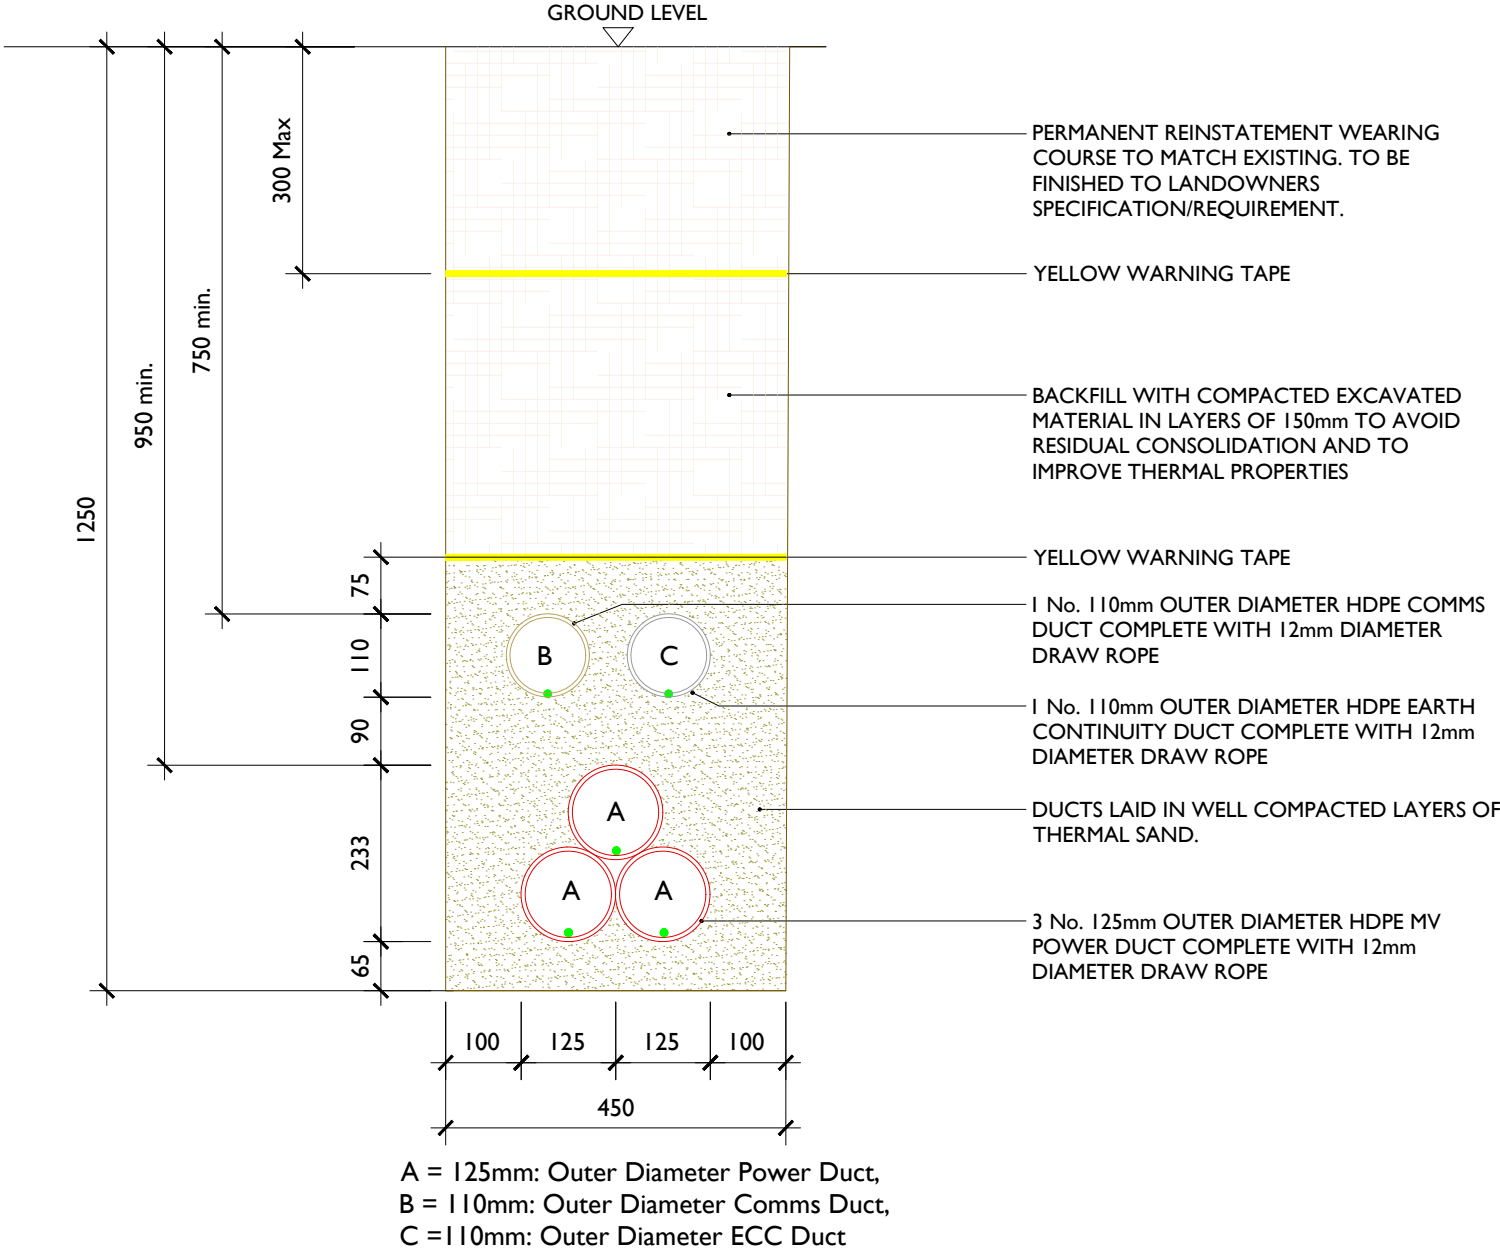 GROUND LEVEL
300 Max
750 min.
950 min.
1250
75
110
90
233
65
PERMANENT REINSTATEMENT WEARING
COURSE TO MATCH EXISTING. TO BE
FINISHED TO LANDOWNERS
SPECIFICATION/REQUIREMENT.
YELLOW WARNING TAPE
BACKFILL WITH COMPACTED EXCAVATED
MATERIAL IN LAYERS OF 150mm TO AVOID
RESIDUAL CONSOLIDATION AND TO
IMPROVE THERMAL PROPERTIES
YELLOW WARNING TAPE
1 No. 110mm OUTER DIAMETER HDPE COMMS
DUCT COMPLETE WITH 12mm DIAMETER
DRAW ROPE
B
C
1 No. 110mm OUTER DIAMETER HDPE EARTH
CONTINUITY DUCT COMPLETE WITH 12mm
DIAMETER DRAW ROPE
A
DUCTS LAID IN WELL COMPACTED LAYERS OF
THERMAL SAND.
A
A
3 No. 125mm OUTER DIAMETER HDPE MV
POWER DUCT COMPLETE WITH 12mm
DIAMETER DRAW ROPE
100 125 125 100
450
A = 125mm: Outer Diameter Power Duct,
B = 110mm: Outer Diameter Comms Duct,
C =110mm: Outer Diameter ECC Duct